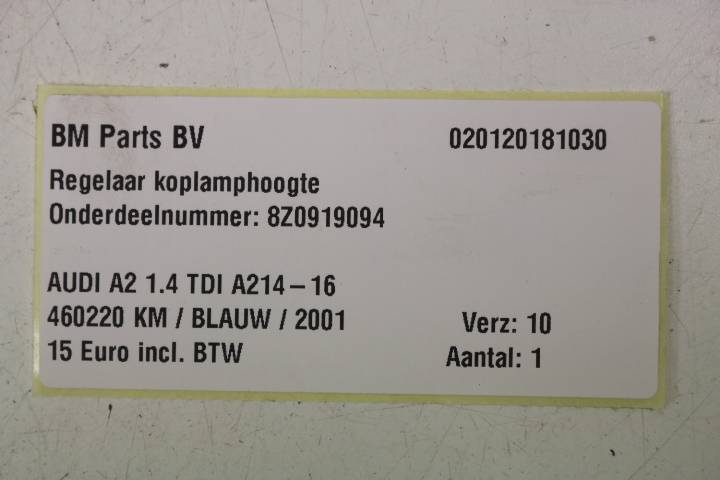 BM Parts BV 020120181030
Regelaar koplamphoogte
Onderdeelnummer: 8Z0919094
AUDI A2 1.4 TDI A214-16
460220 KM / BLAUW / 2001 Verz: 10
15 Euro incl. BTW Aantal: 1